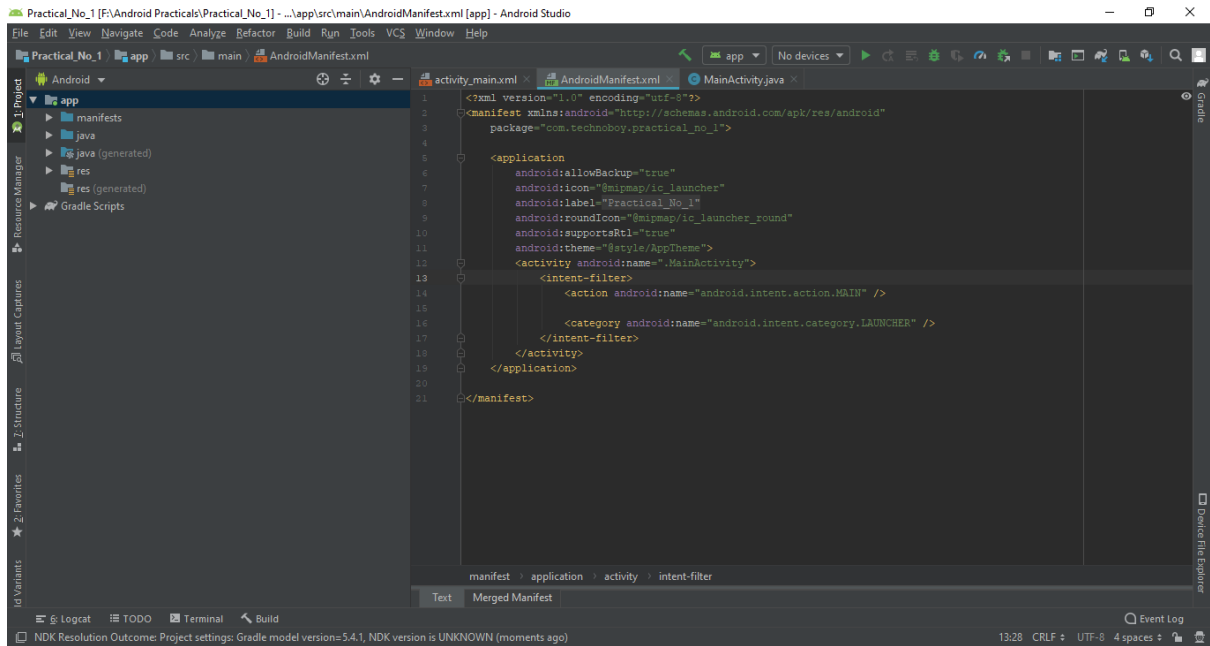 Practical_No_1 [F:\Android Practicals\Practical_No_1] - ...\app\src\main\AndroidManifest.xml [app] - Android Studio
File Edit View Navigate Code Analyze Refactor Build Run Tools VCS Window Help
Practical_No_1 app src main AndroidManifest.xml
app No devices
Android
1: Project
Resource Manager
Layout Captures
7: Structure
2: Favorites
ld Variants
app
manifests
java
java (generated)
res
res (generated)
Gradle Scripts
activity_main.xml AndroidManifest.xml MainActivity.java
1 <?xml version="1.0" encoding="utf-8"?>
2 <manifest xmlns:android="http://schemas.android.com/apk/res/android"
3 package="com.technoboy.practical_no_1">
4
5 <application
6 android:allowBackup="true"
7 android:icon="@mipmap/ic_launcher"
8 android:label="Practical_No_1"
9 android:roundIcon="@mipmap/ic_launcher_round"
10 android:supportsRtl="true"
11 android:theme="@style/AppTheme">
12 <activity android:name=".MainActivity">
13 <intent-filter>
14 <action android:name="android.intent.action.MAIN" />
15
16 <category android:name="android.intent.category.LAUNCHER" />
17 </intent-filter>
18 </activity>
19 </application>
20
21 </manifest>
manifest application activity intent-filter
Text Merged Manifest
Gradle
Device File Explorer
6: Logcat TODO Terminal Build Event Log
NDK Resolution Outcome: Project settings: Gradle model version=5.4.1, NDK version is UNKNOWN (moments ago) 13:28 CRLF UTF-8 4 spaces